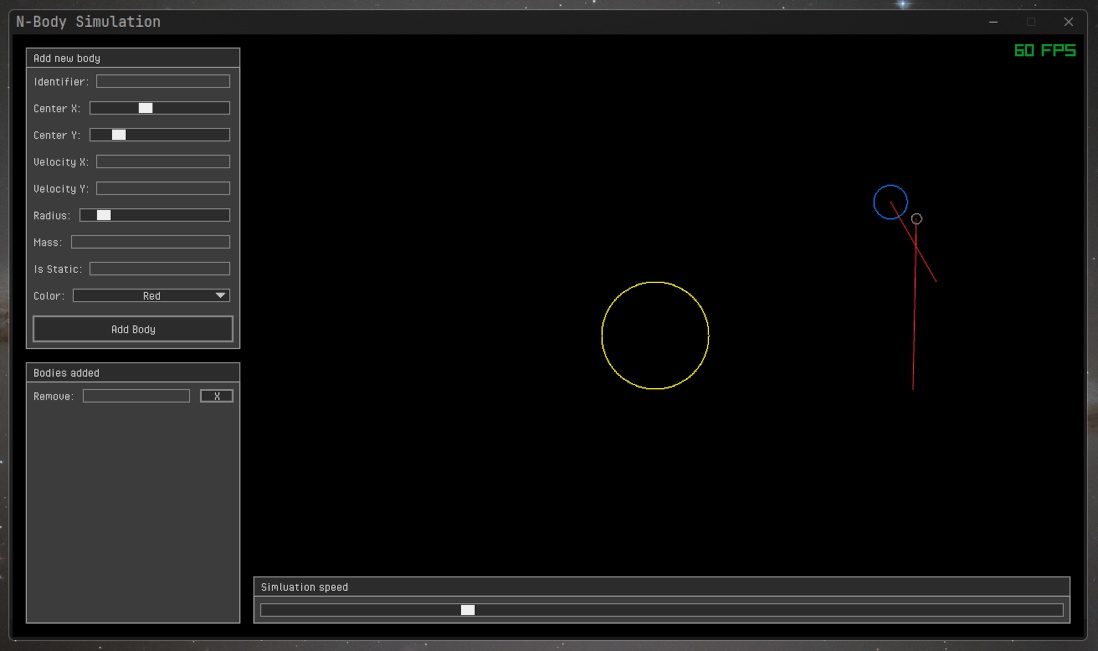 N-Body Simulation
60 FPS
Add new body
Identifier:
Center X:
Center Y:
Velocity X:
Velocity Y:
Radius:
Mass:
Is Static:
Color: Red
Add Body
Bodies added
Remove: X
Simluation speed